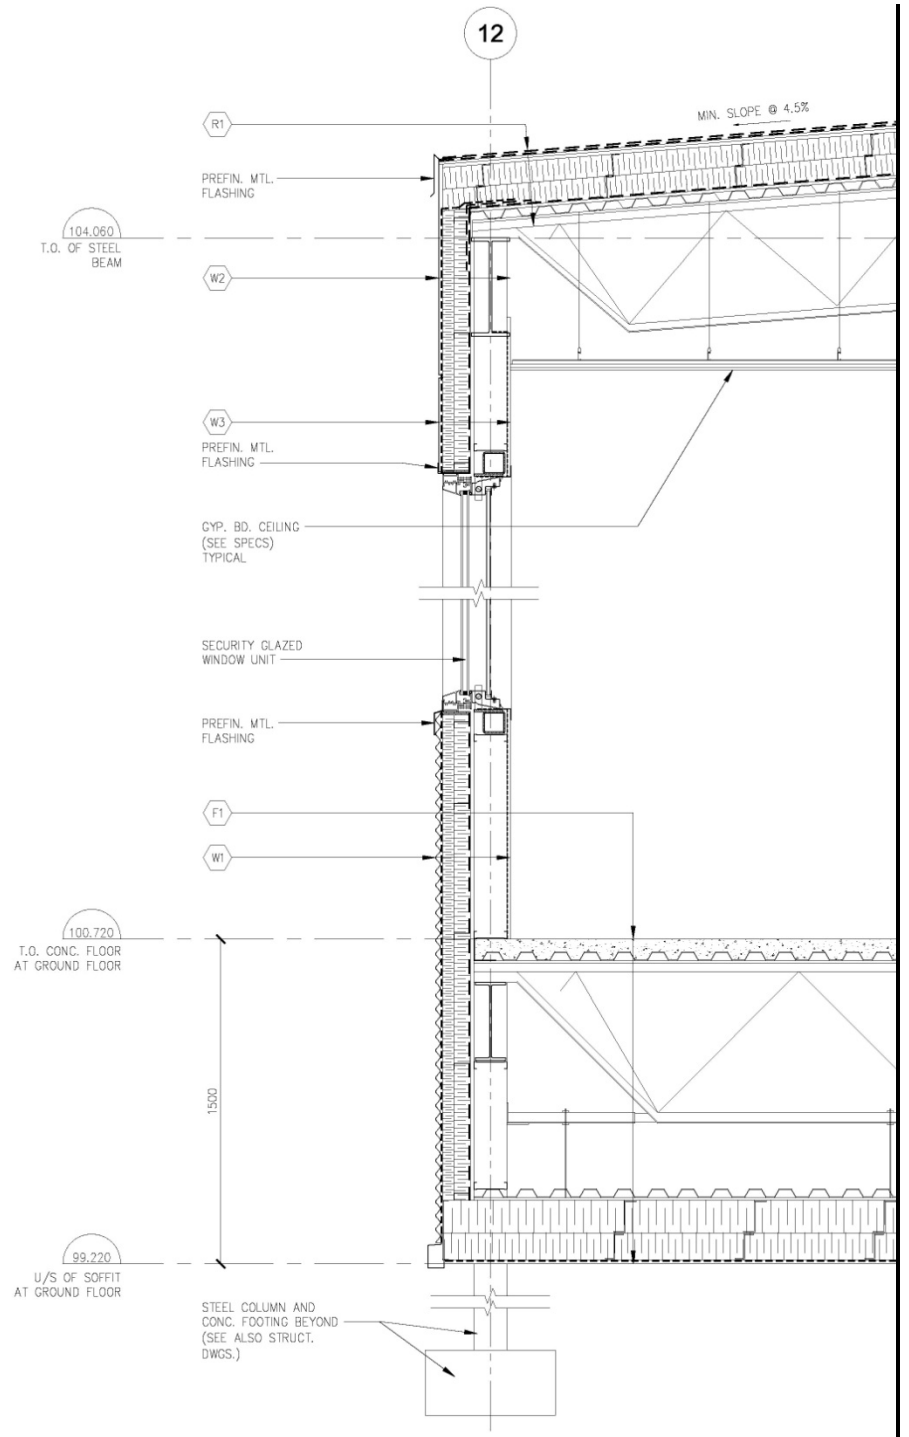 12
MIN. SLOPE @ 4.5%
R1
PREFIN. MTL.
FLASHING
104.060
T.O. OF STEEL
BEAM
W2
W3
PREFIN. MTL.
FLASHING
GYP. BD. CEILING
(SEE SPECS)
TYPICAL
SECURITY GLAZED
WINDOW UNIT
PREFIN. MTL.
FLASHING
F1
W1
100.720
T.O. CONC. FLOOR
AT GROUND FLOOR
1500
99.220
U/S OF SOFFIT
AT GROUND FLOOR
STEEL COLUMN AND
CONC. FOOTING BEYOND
(SEE ALSO STRUCT.
DWGS.)